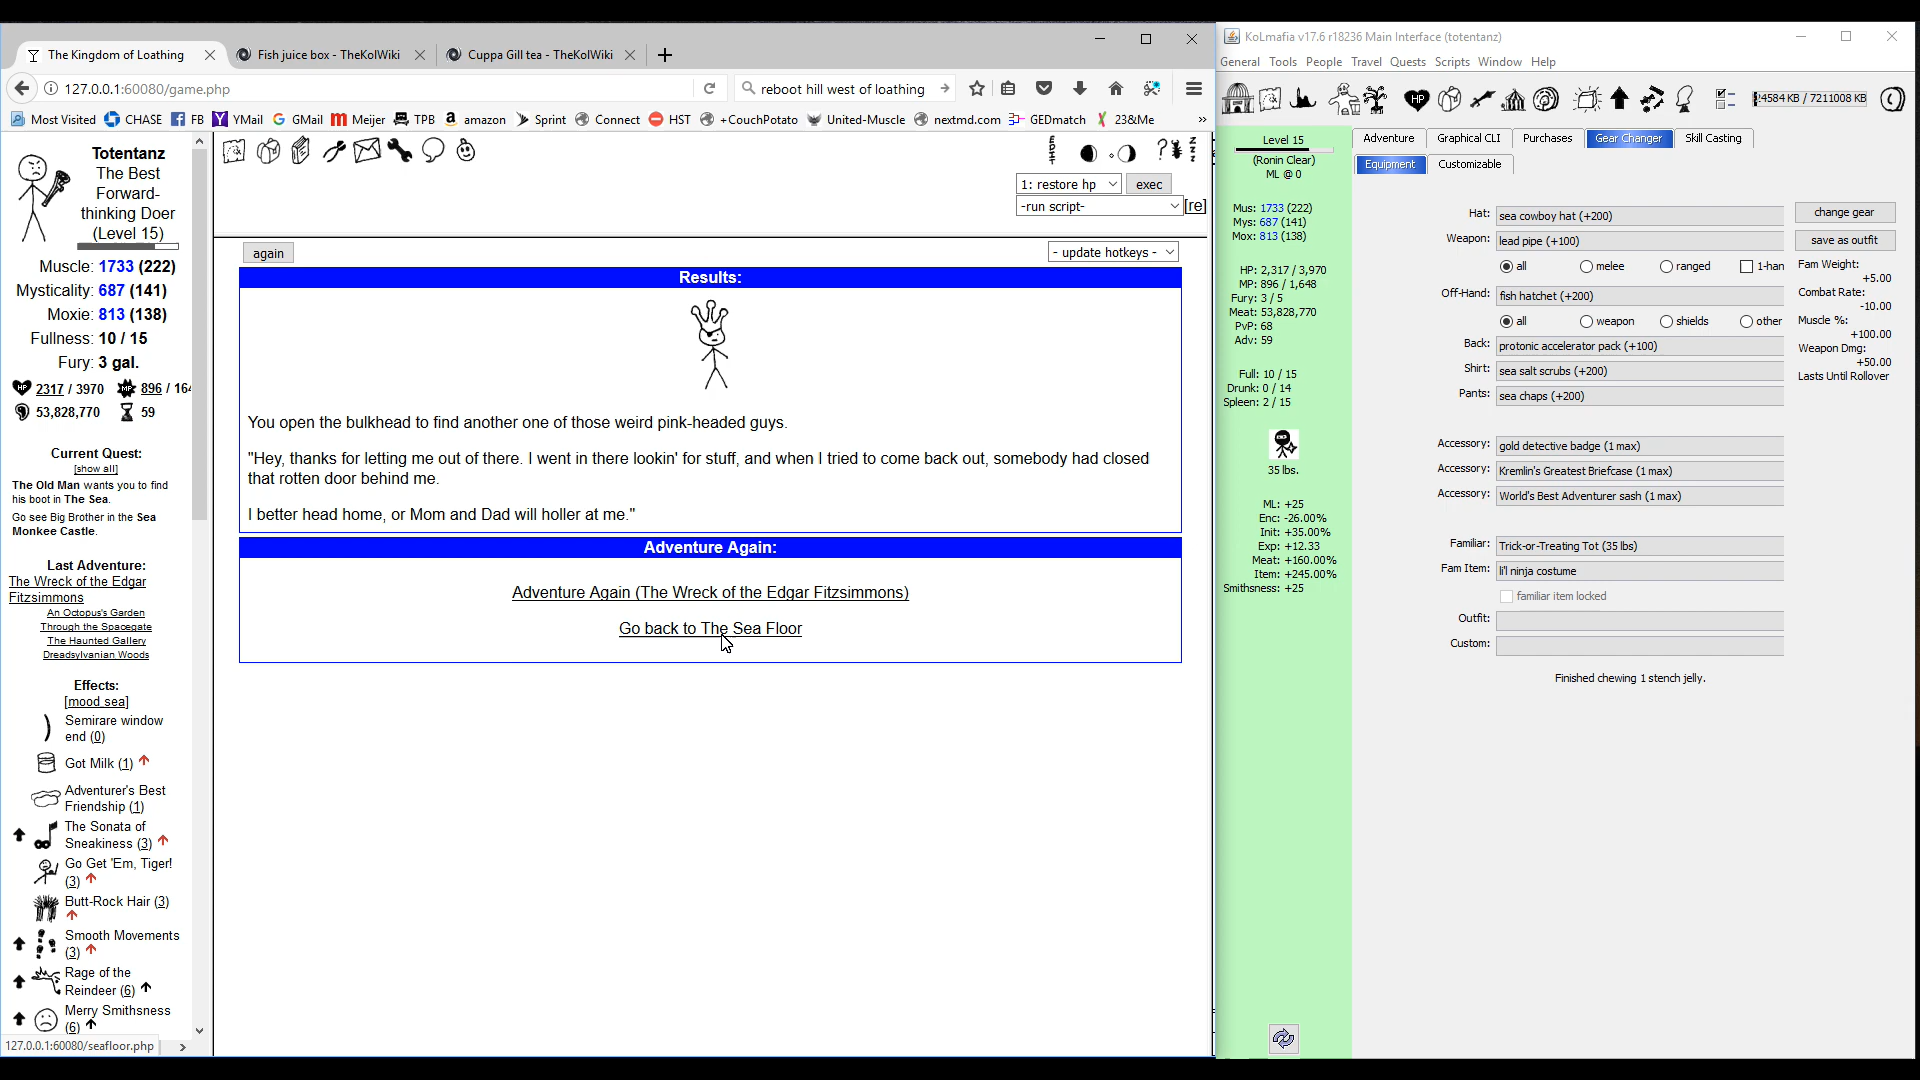 The Kingdom of Loathing
Fish juice box - TheKolWiki
Cuppa Gill tea - TheKolWiki
127.0.0.1:60080/game.php
reboot hill west of loathing
Most Visited
CHASE
FB
YMail
GMail
Meijer
TPB
amazon
Sprint
Connect
HST
+CouchPotato
United-Muscle
nextmd.com
GEDmatch
23&Me
Totentanz
The Best
Forward-
thinking Doer
(Level 15)
Muscle: 1733 (222)
Mysticality: 687 (141)
Moxie: 813 (138)
Fullness: 10 / 15
Fury: 3 gal.
2317 / 3970
896 / 164
53,828,770
59
Current Quest:
[show all]
The Old Man wants you to find
his boot in The Sea.
Go see Big Brother in the Sea
Monkee Castle.
Last Adventure:
The Wreck of the Edgar
Fitzsimmons
An Octopus's Garden
Through the Spacegate
The Haunted Gallery
Dreadsylvanian Woods
Effects:
[mood sea]
Semirare window
end (0)
Got Milk (1)
Adventurer's Best
Friendship (1)
The Sonata of
Sneakiness (3)
Go Get 'Em, Tiger!
(3)
Butt-Rock Hair (3)
Smooth Movements
(3)
Rage of the
Reindeer (6)
Merry Smithsness
(6)
127.0.0.1:60080/seafloor.php
1: restore hp
exec
-run script-
[re]
again
- update hotkeys -
Results:
You open the bulkhead to find another one of those weird pink-headed guys.
"Hey, thanks for letting me out of there. I went in there lookin' for stuff, and when I tried to come back out, somebody had closed
that rotten door behind me.
I better head home, or Mom and Dad will holler at me."
Adventure Again:
Adventure Again (The Wreck of the Edgar Fitzsimmons)
Go back to The Sea Floor
KoLmafia v17.6 r18236 Main Interface (totentanz)
General Tools People Travel Quests Scripts Window Help
HP
4584 KB / 7211008 KB
Level 15
(Ronin Clear)
ML @ 0
Mus: 1733 (222)
Mys: 687 (141)
Mox: 813 (138)
HP: 2,317 / 3,970
MP: 896 / 1,648
Fury: 3 / 5
Meat: 53,828,770
PvP: 68
Adv: 59
Full: 10 / 15
Drunk: 0 / 14
Spleen: 2 / 15
35 lbs.
ML: +25
Enc: -26.00%
Init: +35.00%
Exp: +12.33
Meat: +160.00%
Item: +245.00%
Smithsness: +25
Adventure
Graphical CLI
Purchases
Gear Changer
Skill Casting
Equipment
Customizable
Hat: sea cowboy hat (+200)
Weapon: lead pipe (+100)
all melee ranged 1-han
Off-Hand: fish hatchet (+200)
all weapon shields other
Back: protonic accelerator pack (+100)
Shirt: sea salt scrubs (+200)
Pants: sea chaps (+200)
Accessory: gold detective badge (1 max)
Accessory: Kremlin's Greatest Briefcase (1 max)
Accessory: World's Best Adventurer sash (1 max)
Familiar: Trick-or-Treating Tot (35 lbs)
Fam Item: li'l ninja costume
familiar item locked
Outfit:
Custom:
Finished chewing 1 stench jelly.
change gear
save as outfit
Fam Weight:
+5.00
Combat Rate:
-10.00
Muscle %:
+100.00
Weapon Dmg:
+50.00
Lasts Until Rollover